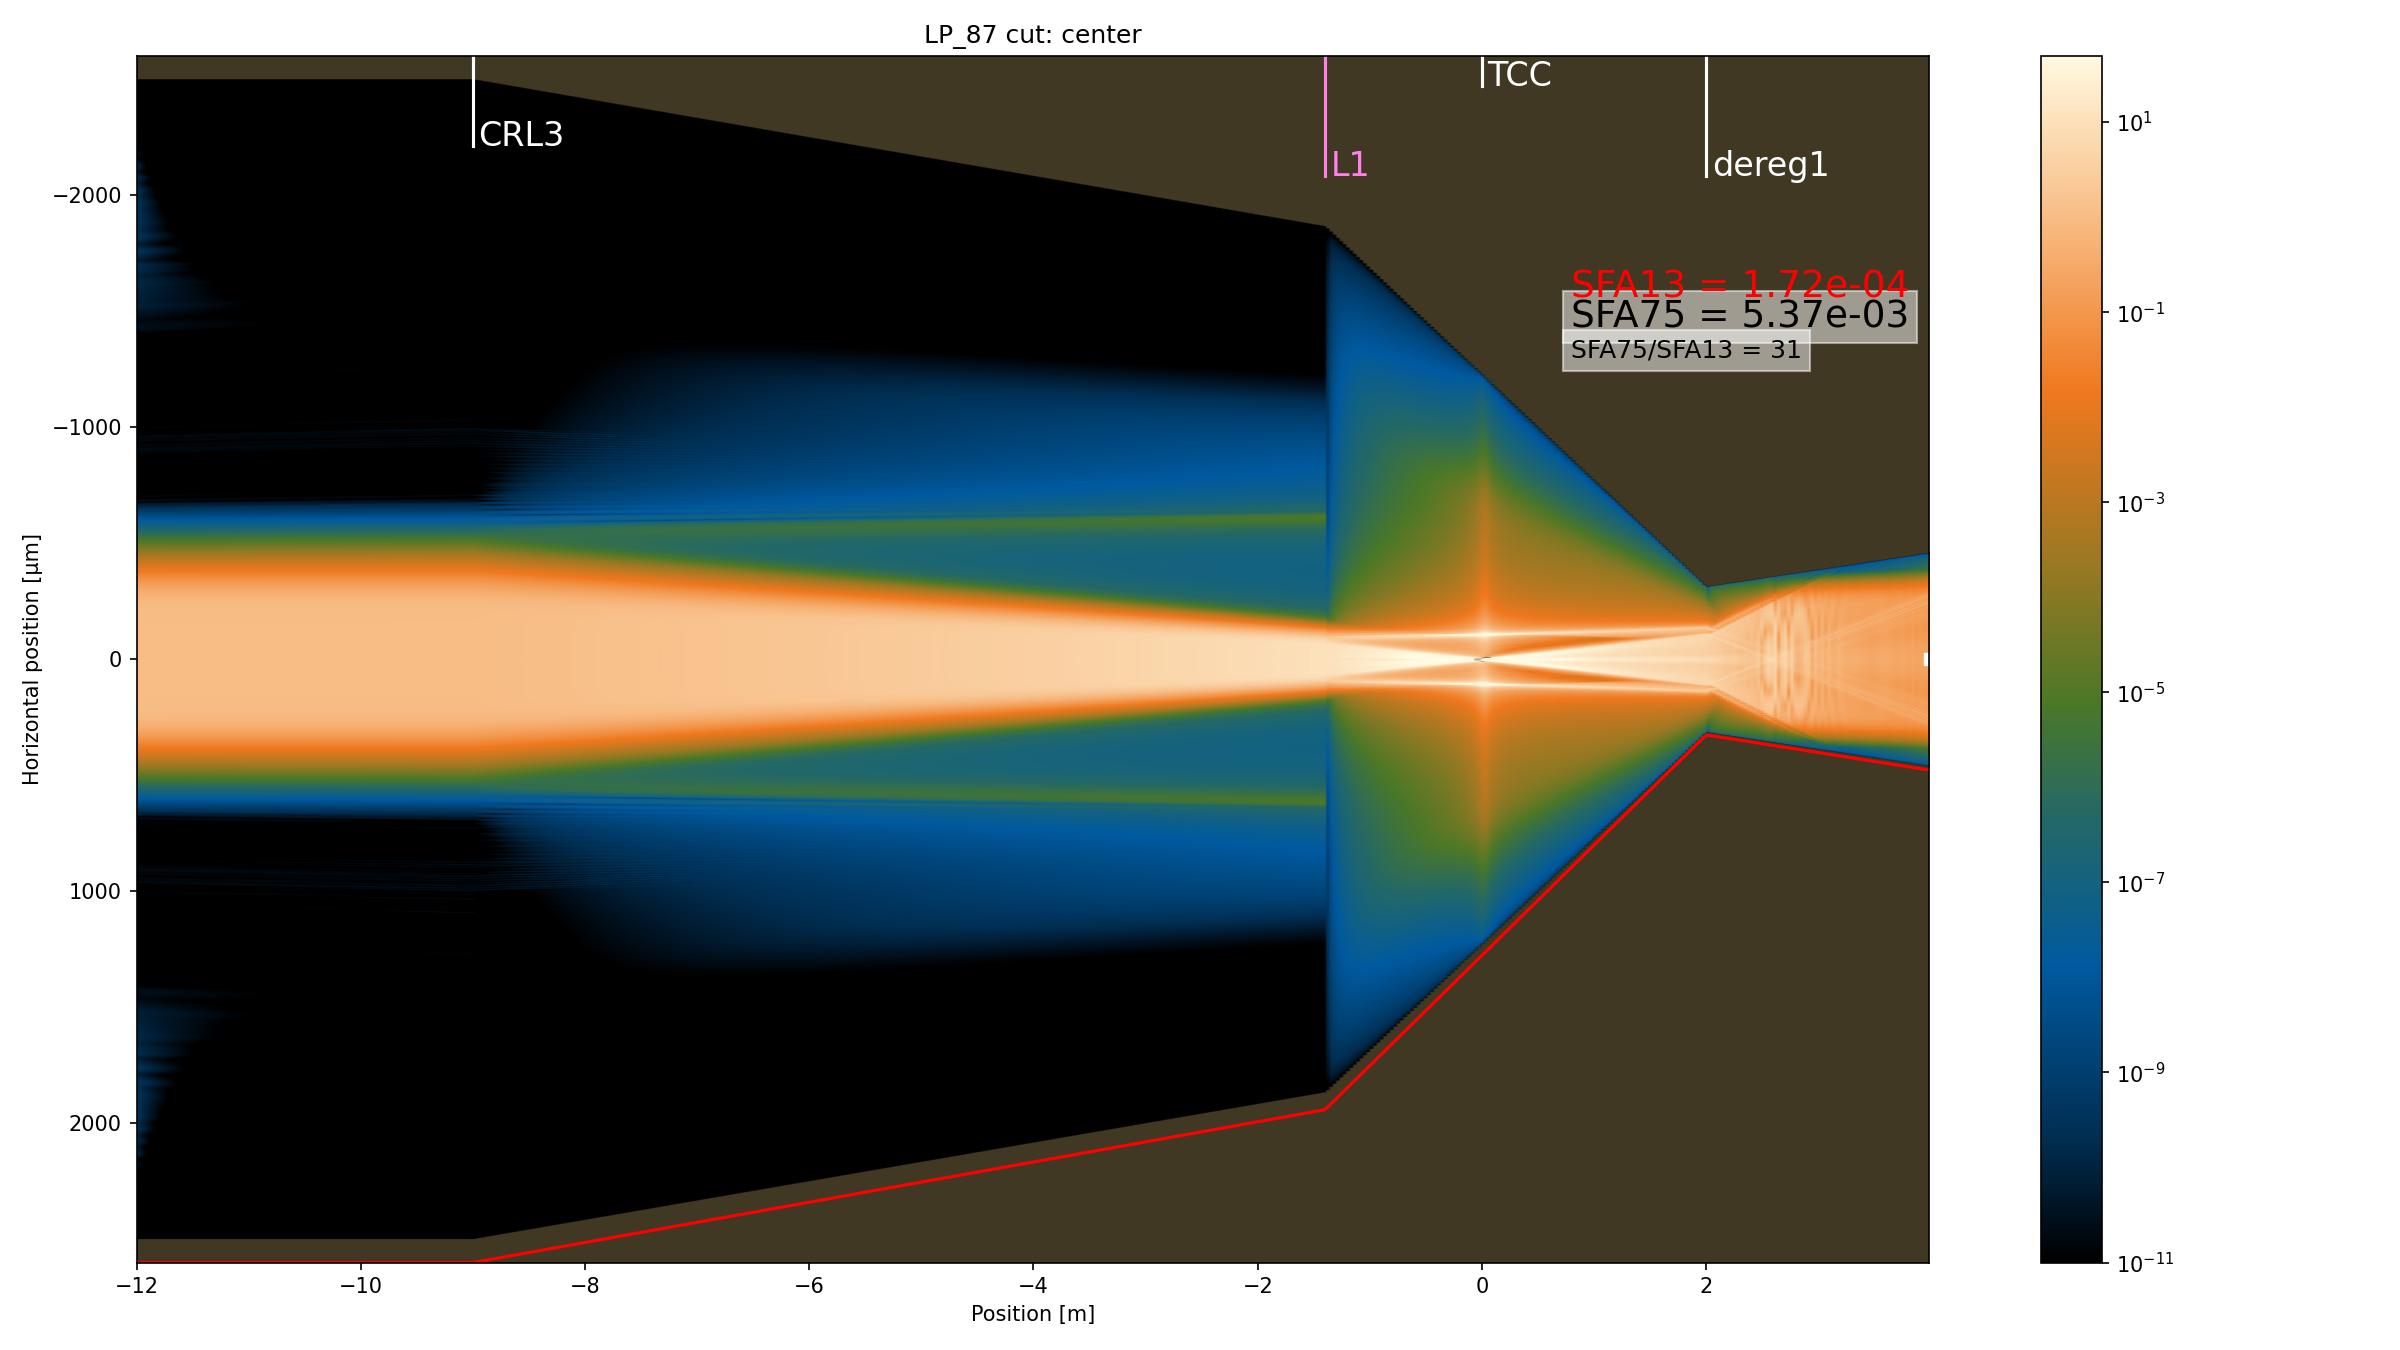 LP_87 cut: center
TCC
CRL3
L1
dereg1
SFA13 = 1.72e-04
SFA75 = 5.37e-03
SFA75/SFA13 = 31
Horizontal position [µm]
−2000
−1000
0
1000
2000
−12
−10
−8
−6
−4
−2
0
2
Position [m]
10¹
10⁻¹
10⁻³
10⁻⁵
10⁻⁷
10⁻⁹
10⁻¹¹